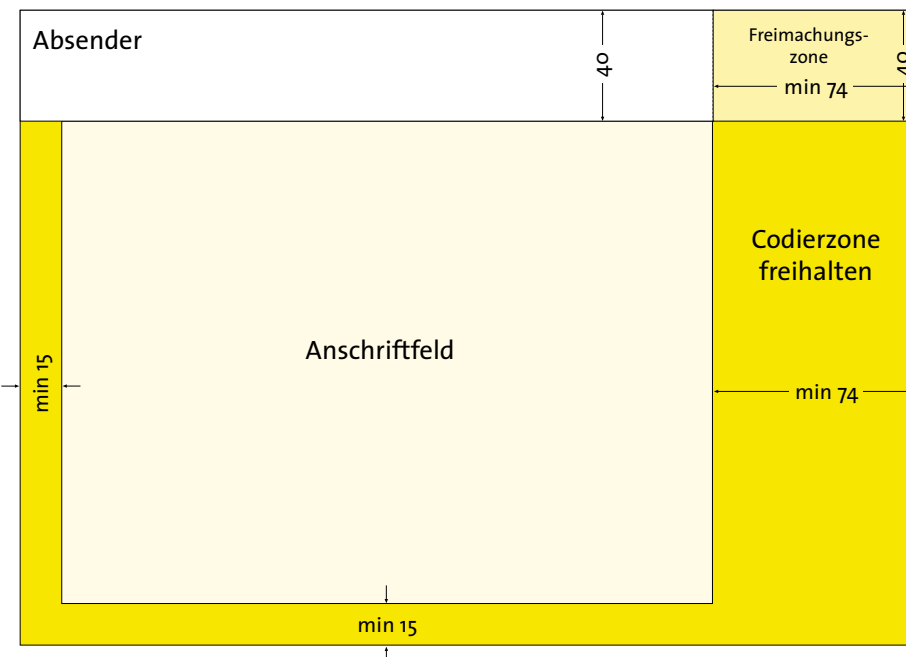 Absender
40
Freimachungs-
zone
min 74
40
Codierzone
freihalten
Anschriftfeld
min 15
min 74
min 15